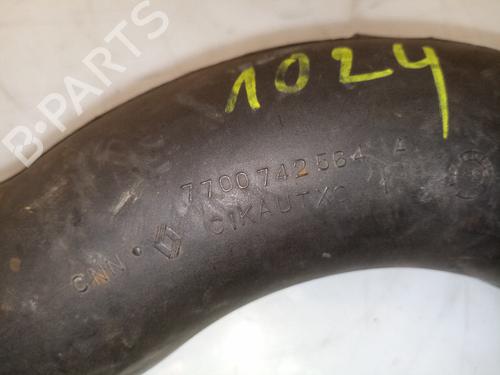 1024
B-PARTS
7700742564 A
CIKAUTXO
CNN